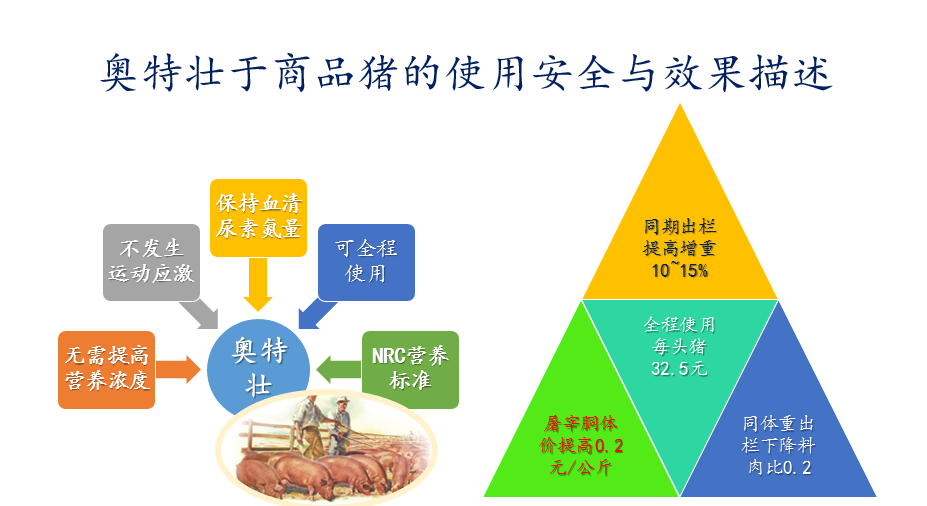 奥特壮于商品猪的使用安全与效果描述
保持血清
尿素氮量
不发生
运动应激
可全程
使用
无需提高
营养浓度
奥特
壮
NRC营养
标准
同期出栏
提高增重
10~15%
全程使用
每头猪
32.5元
屠宰胴体
价提高0.2
元/公斤
同体重出
栏下降料
肉比0.2